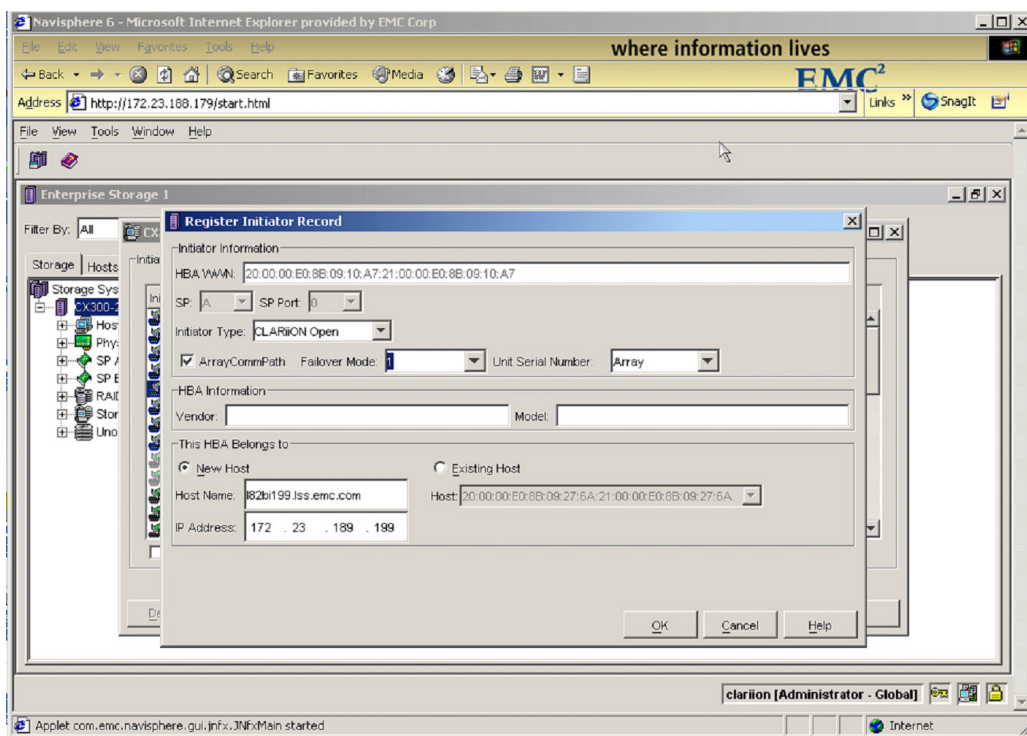 Navisphere 6 - Microsoft Internet Explorer provided by EMC Corp
File Edit View Favorites Tools Help
where information lives
Back Search Favorites Media
EMC²
Address http://172.23.188.179/start.html Links » SnagIt
File View Tools Window Help
Enterprise Storage 1
Filter By: All
CX
Register Initiator Record
Storage Hosts
Initia
Initiator Information
HBA WWN: 20:00:00:E0:8B:09:10:A7:21:00:00:E0:8B:09:10:A7
Storage Sys
CX300-2
Ini
SP: A SP Port: 0
Hos
Initiator Type: CLARiiON Open
Phy
SP A
ArrayCommPath Failover Mode: 1 Unit Serial Number: Array
SP E
RAID
HBA Information
Stor
Vendor: Model:
Uno
This HBA Belongs to
New Host Existing Host
Host Name: l82bi199.lss.emc.com Host: 20:00:00:E0:8B:09:27:6A:21:00:00:E0:8B:09:27:6A
IP Address: 172 . 23 . 189 . 199
De
OK Cancel Help
clariion [Administrator - Global]
Applet com.emc.navisphere.gui.jnfx.JNfxMain started Internet